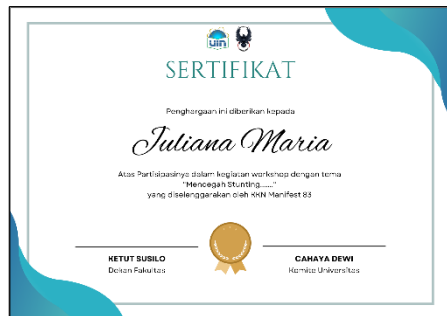 uin
SERTIFIKAT
Penghargaan ini diberikan kepada
Juliana Maria
Atas Partisipasinya dalam kegiatan workshop dengan tema
"Mencegah Stunting......."
yang diselenggarakan oleh KKN Manifest 83
KETUT SUSILO
Dekan Fakultas
CAHAYA DEWI
Komite Universitas